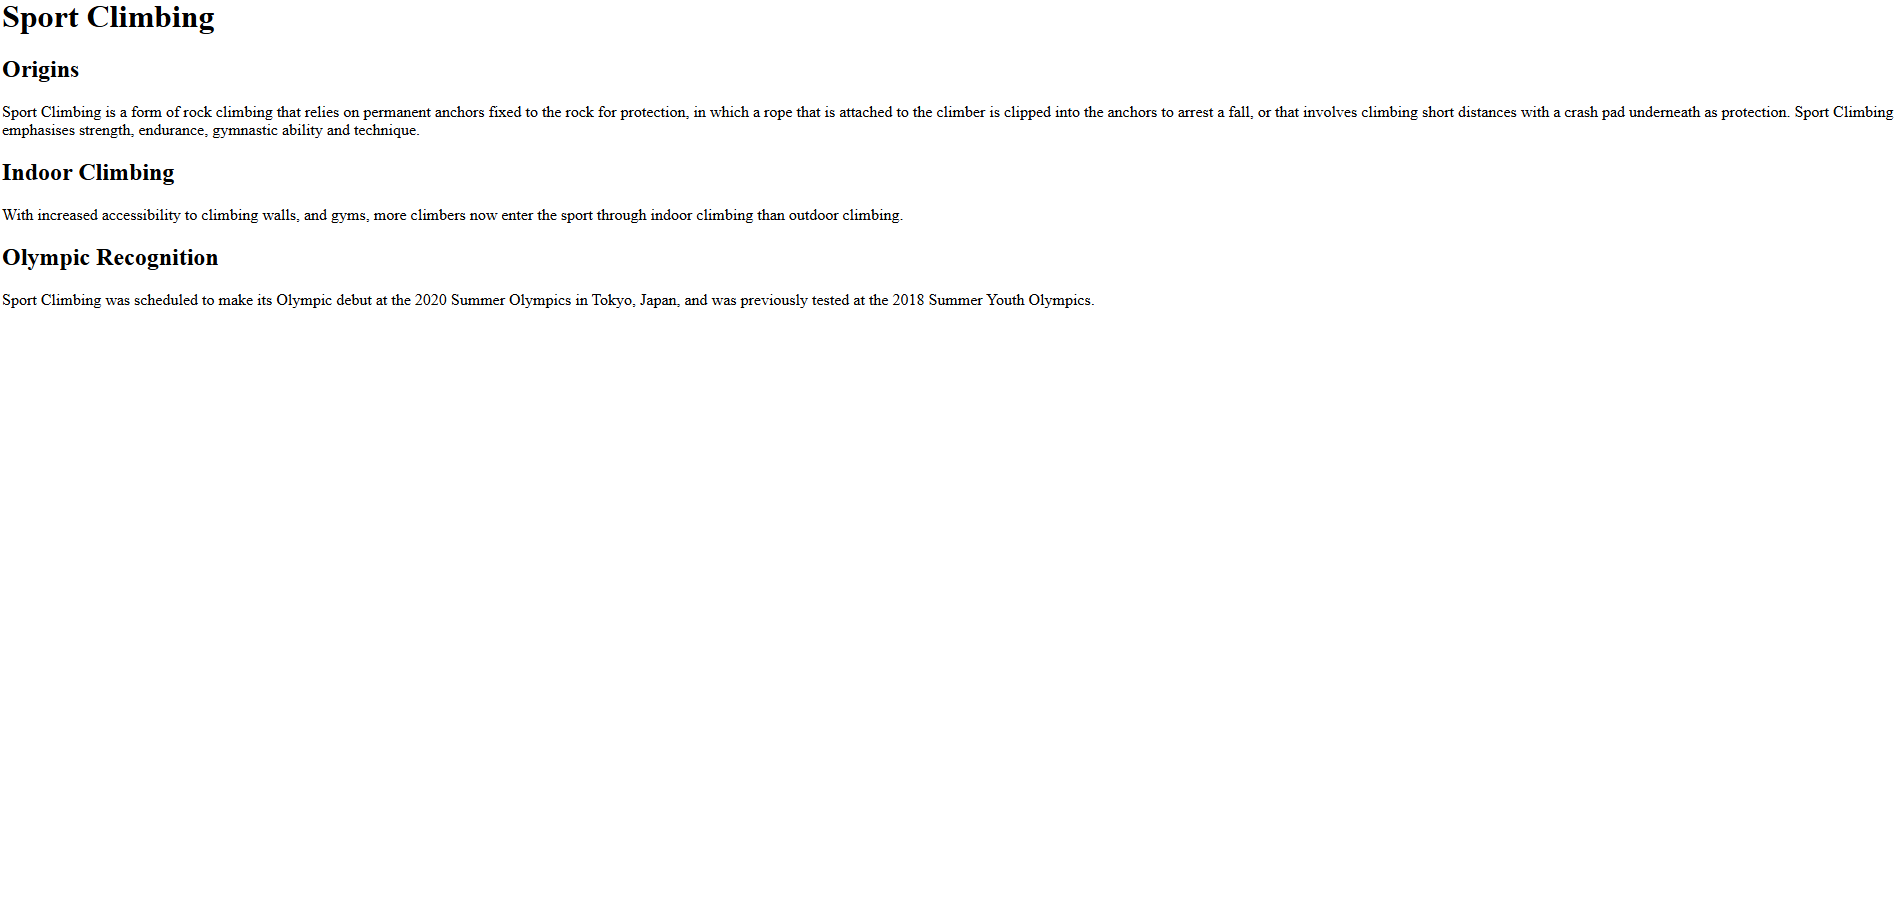 Sport Climbing
Origins
Sport Climbing is a form of rock climbing that relies on permanent anchors fixed to the rock for protection, in which a rope that is attached to the climber is clipped into the anchors to arrest a fall, or that involves climbing short distances with a crash pad underneath as protection. Sport Climbing
emphasises strength, endurance, gymnastic ability and technique.
Indoor Climbing
With increased accessibility to climbing walls, and gyms, more climbers now enter the sport through indoor climbing than outdoor climbing.
Olympic Recognition
Sport Climbing was scheduled to make its Olympic debut at the 2020 Summer Olympics in Tokyo, Japan, and was previously tested at the 2018 Summer Youth Olympics.